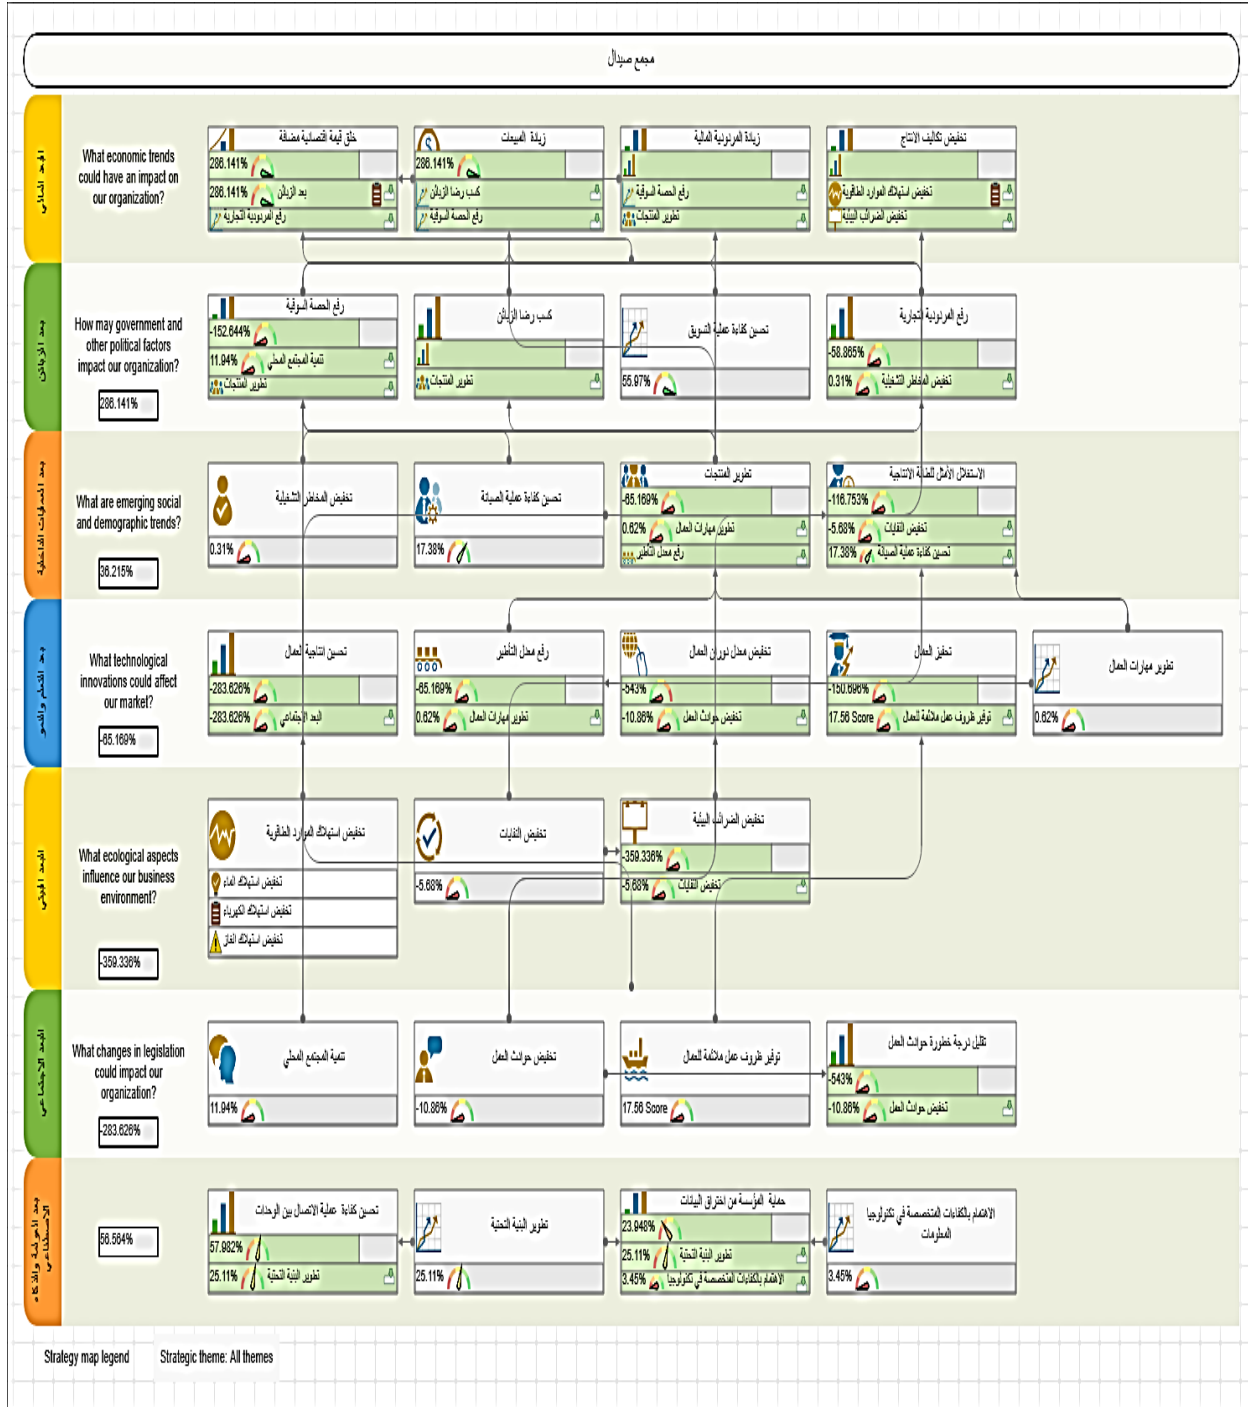 مجمع صيدال
البعد المالي
What economic trends
could have an impact on
our organization?
خلق قيمة اقتصادية مضافة
286.141%
286.141% بعد الزبائن
رفع المردودية التجارية
زيادة المبيعات
286.141%
كسب رضا الزبائن
رفع الحصة السوقية
زيادة المردودية المالية
رفع الحصة السوقية
تطوير المنتجات
تخفيض تكاليف الانتاج
تخفيض استهلاك الموارد الطاقوية
تخفيض الضرائب البيئية
بعد الزبائن
How may government and
other political factors
impact our organization?
286.141%
رفع الحصة السوقية
-152.644%
11.94% تنمية المجتمع المحلي
تطوير المنتجات
كسب رضا الزبائن
تطوير المنتجات
تحسين كفاءة عملية التسويق
55.97%
رفع المردودية التجارية
-58.865%
0.31% تخفيض المخاطر التشغيلية
بعد العمليات الداخلية
What are emerging social
and demographic trends?
36.215%
تخفيض المخاطر التشغيلية
0.31%
تحسين كفاءة عملية الصيانة
17.38%
تطوير المنتجات
-65.169%
0.62% تطوير مهارات العمال
رفع معدل التأطير
الاستغلال الأمثل للطاقة الانتاجية
-116.753%
-5.68% تخفيض النفايات
17.38% تحسين كفاءة عملية الصيانة
بعد التعلم والنمو
What technological
innovations could affect
our market?
-65.169%
تحسين انتاجية العمال
-283.626%
-283.626% البعد الاجتماعي
رفع معدل التأطير
-65.169%
0.62% تطوير مهارات العمال
تخفيض معدل دوران العمال
-543%
-10.86% تخفيض حوادث العمل
تحفيز العمال
-150.696%
17.56 Score توفير ظروف عمل ملائمة للعمال
تطوير مهارات العمال
0.62%
البعد البيئي
What ecological aspects
influence our business
environment?
-359.336%
تخفيض استهلاك الموارد الطاقوية
تخفيض استهلاك الماء
تخفيض استهلاك الكهرباء
تخفيض استهلاك الغاز
تخفيض النفايات
-5.68%
تخفيض الضرائب البيئية
-359.336%
-5.68% تخفيض النفايات
البعد الاجتماعي
What changes in legislation
could impact our
organization?
-283.626%
تنمية المجتمع المحلي
11.94%
تخفيض حوادث العمل
-10.86%
توفير ظروف عمل ملائمة للعمال
17.56 Score
تقليل درجة خطورة حوادث العمل
-543%
-10.86% تخفيض حوادث العمل
بعد الحوكمة والذكاء
الاصطناعي
56.564%
تحسين كفاءة عملية الاتصال بين الوحدات
57.982%
25.11% تطوير البنية التحتية
تطوير البنية التحتية
25.11%
حماية المؤسسة من اختراق البيانات
23.948%
25.11% تطوير البنية التحتية
3.45% الاهتمام بالكفاءات المتخصصة في تكنولوجيا
الاهتمام بالكفاءات المتخصصة في تكنولوجيا
المعلومات
3.45%
Strategy map legend
Strategic theme: All themes